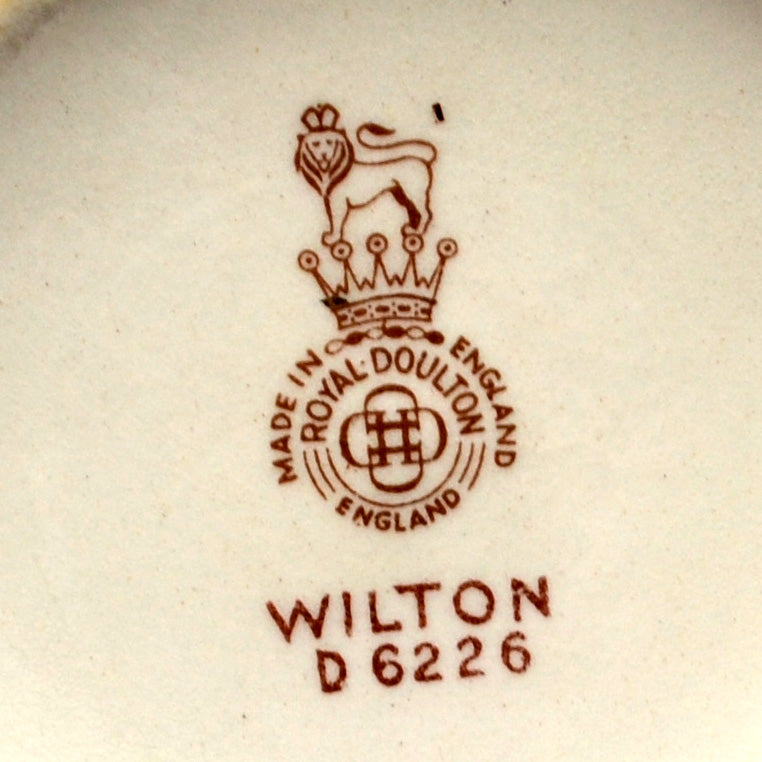 MADE IN ENGLAND
ROYAL·DOULTON
ENGLAND
WILTON
D 6226